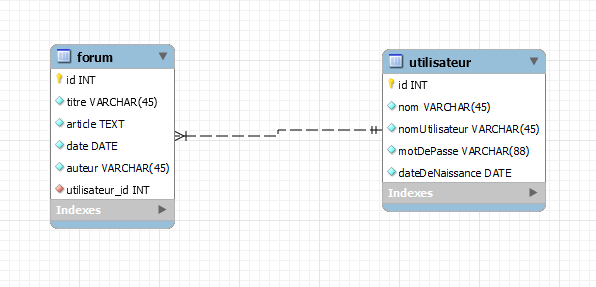 forum
id INT
titre VARCHAR(45)
article TEXT
date DATE
auteur VARCHAR(45)
utilisateur_id INT
Indexes
utilisateur
id INT
nom VARCHAR(45)
nomUtilisateur VARCHAR(45)
motDePasse VARCHAR(88)
dateDeNaissance DATE
Indexes